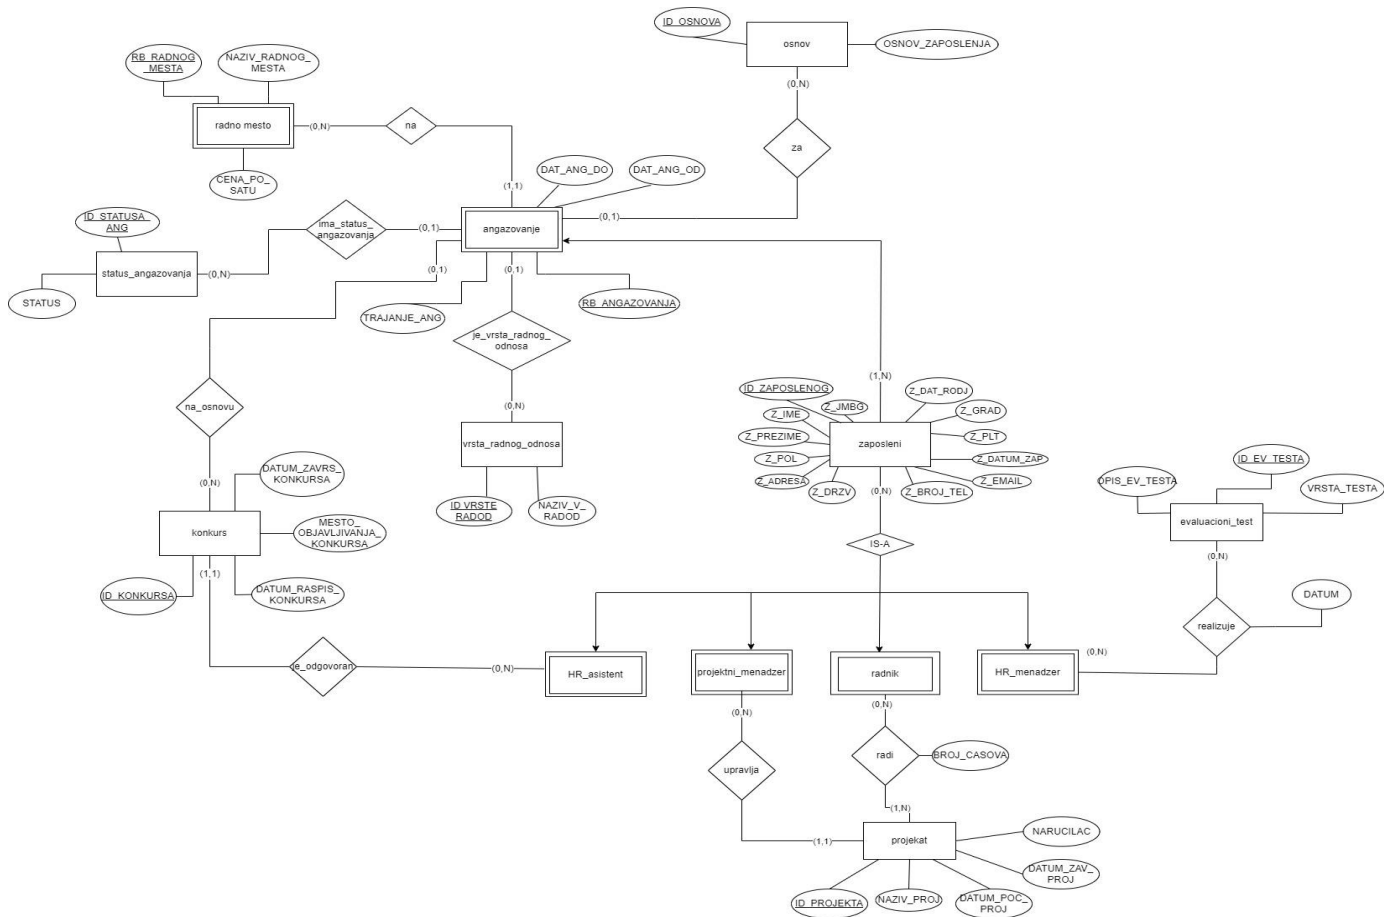 ID_OSNOVA
osnov
OSNOV_ZAPOSLENJA
(0,N)
za
(0,1)
RB_RADNOG
_MESTA
NAZIV_RADNOG_
MESTA
radno mesto
(0,N)
na
CENA_PO_
SATU
(1,1)
DAT_ANG_DO
DAT_ANG_OD
ID_STATUSA_
ANG
ima_status_
angazovanja
(0,1)
angazovanje
status_angazovanja
(0,N)
STATUS
(0,1)
(0,1)
TRAJANJE_ANG
RB_ANGAZOVANJA
je_vrsta_radnog_
odnosa
na_osnovu
(0,N)
vrsta_radnog_odnosa
ID VRSTE
RADOD
NAZIV_V_
RADOD
(1,N)
ID_ZAPOSLENOG
Z_DAT_RODJ
Z_JMBG
Z_IME
Z_GRAD
Z_PREZIME
zaposleni
Z_PLT
Z_POL
Z_DATUM_ZAP
Z_ADRESA
Z_EMAIL
Z_DRZV
Z_BROJ_TEL
(0,N)
IS-A
(0,N)
DATUM_ZAVRS_
KONKURSA
konkurs
MESTO_
OBJAVLJIVANJA_
KONKURSA
(1,1)
ID_KONKURSA
DATUM_RASPIS_
KONKURSA
je_odgovoran
(0,N)
HR_asistent
projektni_menadzer
radnik
HR_menadzer
(0,N)
ID_EV_TESTA
OPIS_EV_TESTA
VRSTA_TESTA
evaluacioni_test
(0,N)
DATUM
realizuje
(0,N)
(0,N)
upravlja
radi
BROJ_CASOVA
(1,N)
(1,1)
projekat
NARUCILAC
DATUM_ZAV_
PROJ
ID_PROJEKTA
NAZIV_PROJ
DATUM_POC_
PROJ